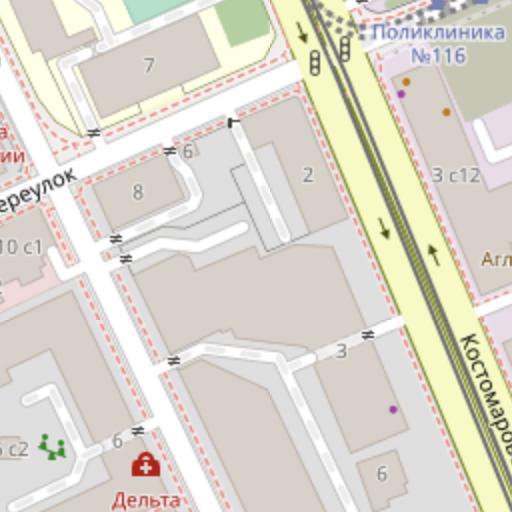 Поликлиника
№116
7
6
8
2
3 с12
10 с1
ереулок
Агл
3
Костомаров
6
с2
6
Дельта